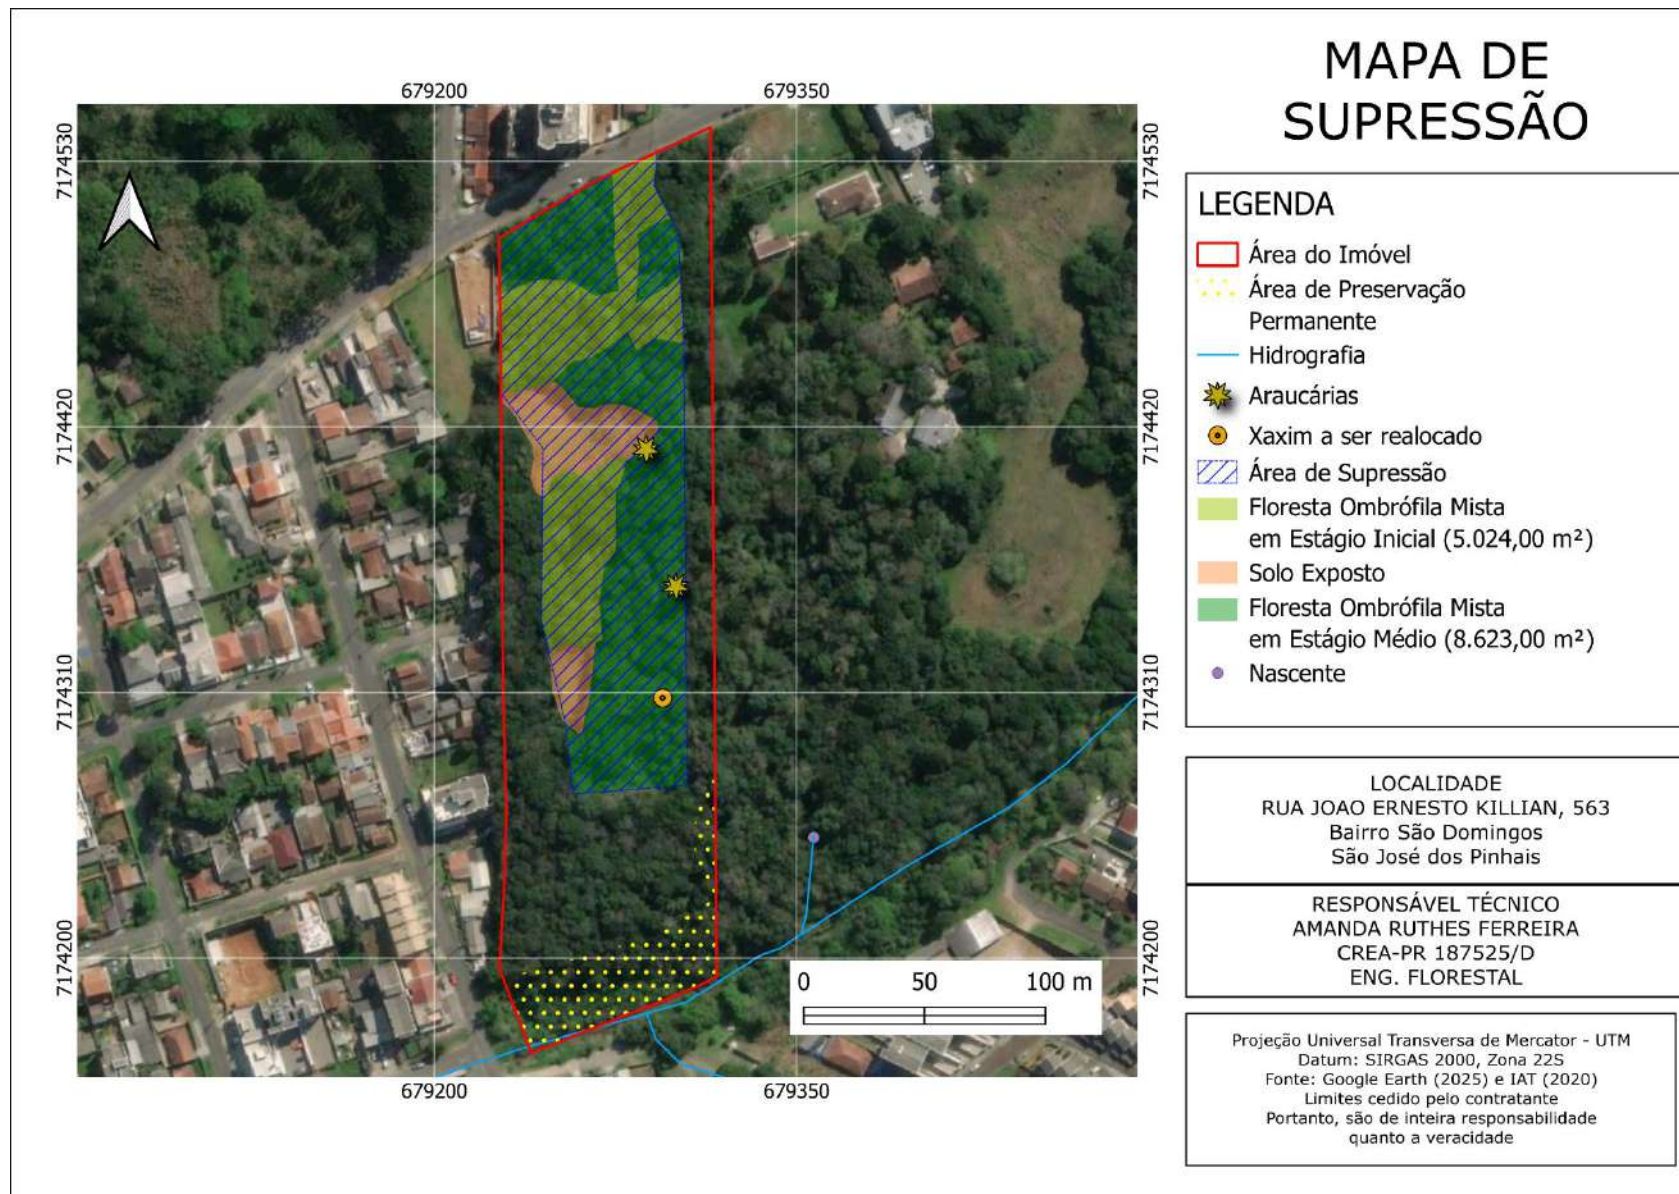 MAPA DE
SUPRESSÃO
679200
679350
7174530
7174530
7174420
7174420
7174310
7174310
7174200
7174200
679200
679350
0 50 100 m
LEGENDA
Área do Imóvel
Área de Preservação
Permanente
Hidrografia
Araucárias
Xaxim a ser realocado
Área de Supressão
Floresta Ombrófila Mista
em Estágio Inicial (5.024,00 m²)
Solo Exposto
Floresta Ombrófila Mista
em Estágio Médio (8.623,00 m²)
Nascente
LOCALIDADE
RUA JOAO ERNESTO KILLIAN, 563
Bairro São Domingos
São José dos Pinhais
RESPONSÁVEL TÉCNICO
AMANDA RUTHES FERREIRA
CREA-PR 187525/D
ENG. FLORESTAL
Projeção Universal Transversa de Mercator - UTM
Datum: SIRGAS 2000, Zona 22S
Fonte: Google Earth (2025) e IAT (2020)
Limites cedido pelo contratante
Portanto, são de inteira responsabilidade
quanto a veracidade